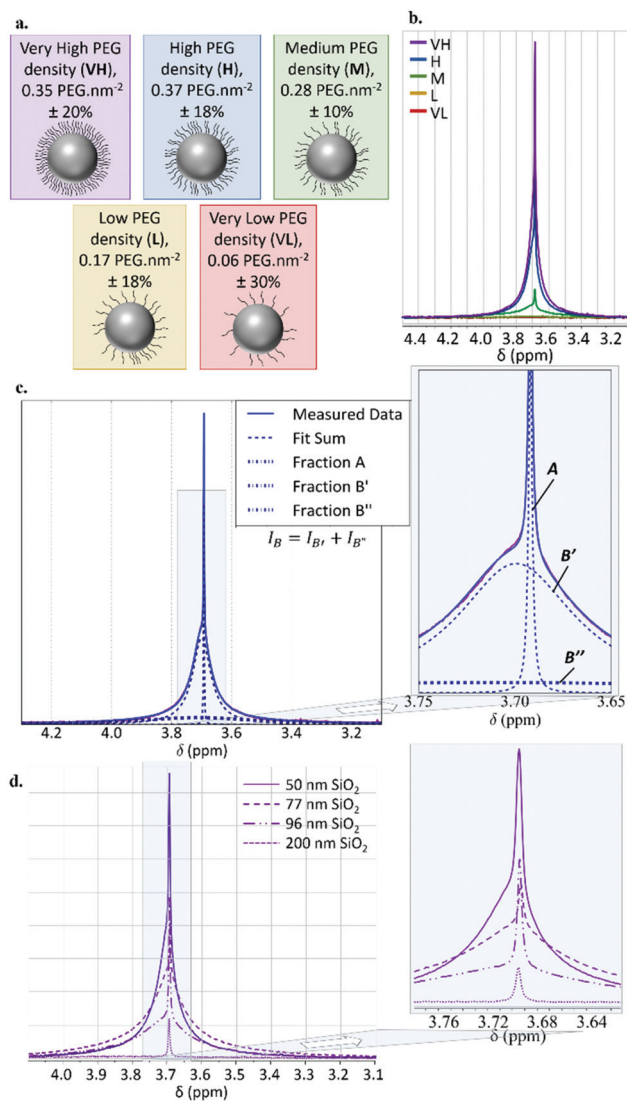 a.
Very High PEG
density (VH),
0.35 PEG.nm⁻²
± 20%
High PEG
density (H),
0.37 PEG.nm⁻²
± 18%
Medium PEG
density (M),
0.28 PEG.nm⁻²
± 10%
Low PEG
density (L),
0.17 PEG.nm⁻²
± 18%
Very Low PEG
density (VL),
0.06 PEG.nm⁻²
± 30%
b.
VH
H
M
L
VL
4.4 4.2 4.0 3.8 3.6 3.4 3.2
δ (ppm)
c.
Measured Data
Fit Sum
Fraction A
Fraction B'
Fraction B''
I_B = I_B' + I_B''
4.2 4.0 3.8 3.6 3.4 3.2
δ (ppm)
A
B'
B''
3.75 3.70 3.65
δ (ppm)
d.
50 nm SiO₂
77 nm SiO₂
96 nm SiO₂
200 nm SiO₂
4.0 3.9 3.8 3.7 3.6 3.5 3.4 3.3 3.2 3.1
δ (ppm)
3.76 3.72 3.68 3.64
δ (ppm)